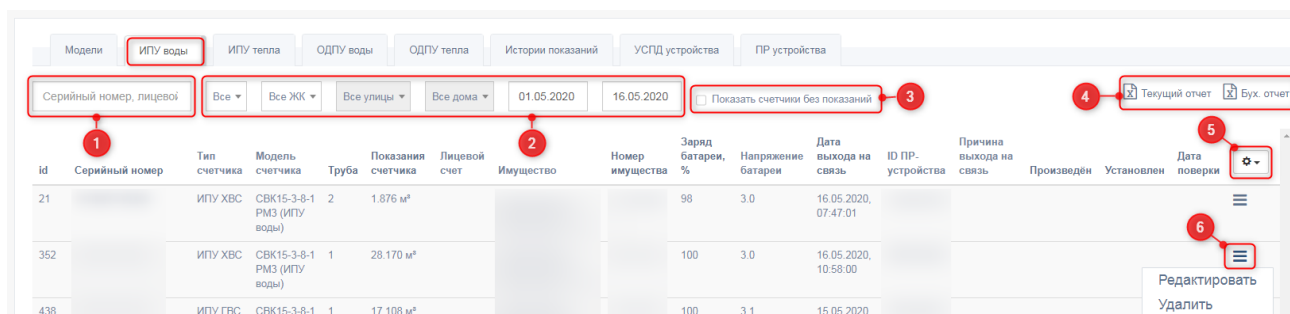 Модели ИПУ воды ИПУ тепла ОДПУ воды ОДПУ тепла Истории показаний УСПД устройства ПР устройства
Серийный номер, лицевой Все Все ЖК Все улицы Все дома 01.05.2020 16.05.2020 Показать счетчики без показаний 3 4 Текущий отчет Бух. отчет
1 2 5
id Серийный номер Тип счетчика Модель счетчика Труба Показания счетчика Лицевой счет Имущество Номер имущества Заряд батареи, % Напряжение батареи Дата выхода на связь ID ПР-устройства Причина выхода на связь Произведён Установлен Дата поверки
21 ИПУ ХВС СВК15-3-8-1 2 1.876 м³ 98 3.0 16.05.2020,
РМЗ (ИПУ 07:47:01
воды)
6
352 ИПУ ХВС СВК15-3-8-1 1 28.170 м³ 100 3.0 16.05.2020,
РМЗ (ИПУ 10:58:00
воды)
Редактировать
Удалить
438 ИПУ ГВС СВК15-3-8-1 1 17.108 м³ 100 3.1 15.05.2020